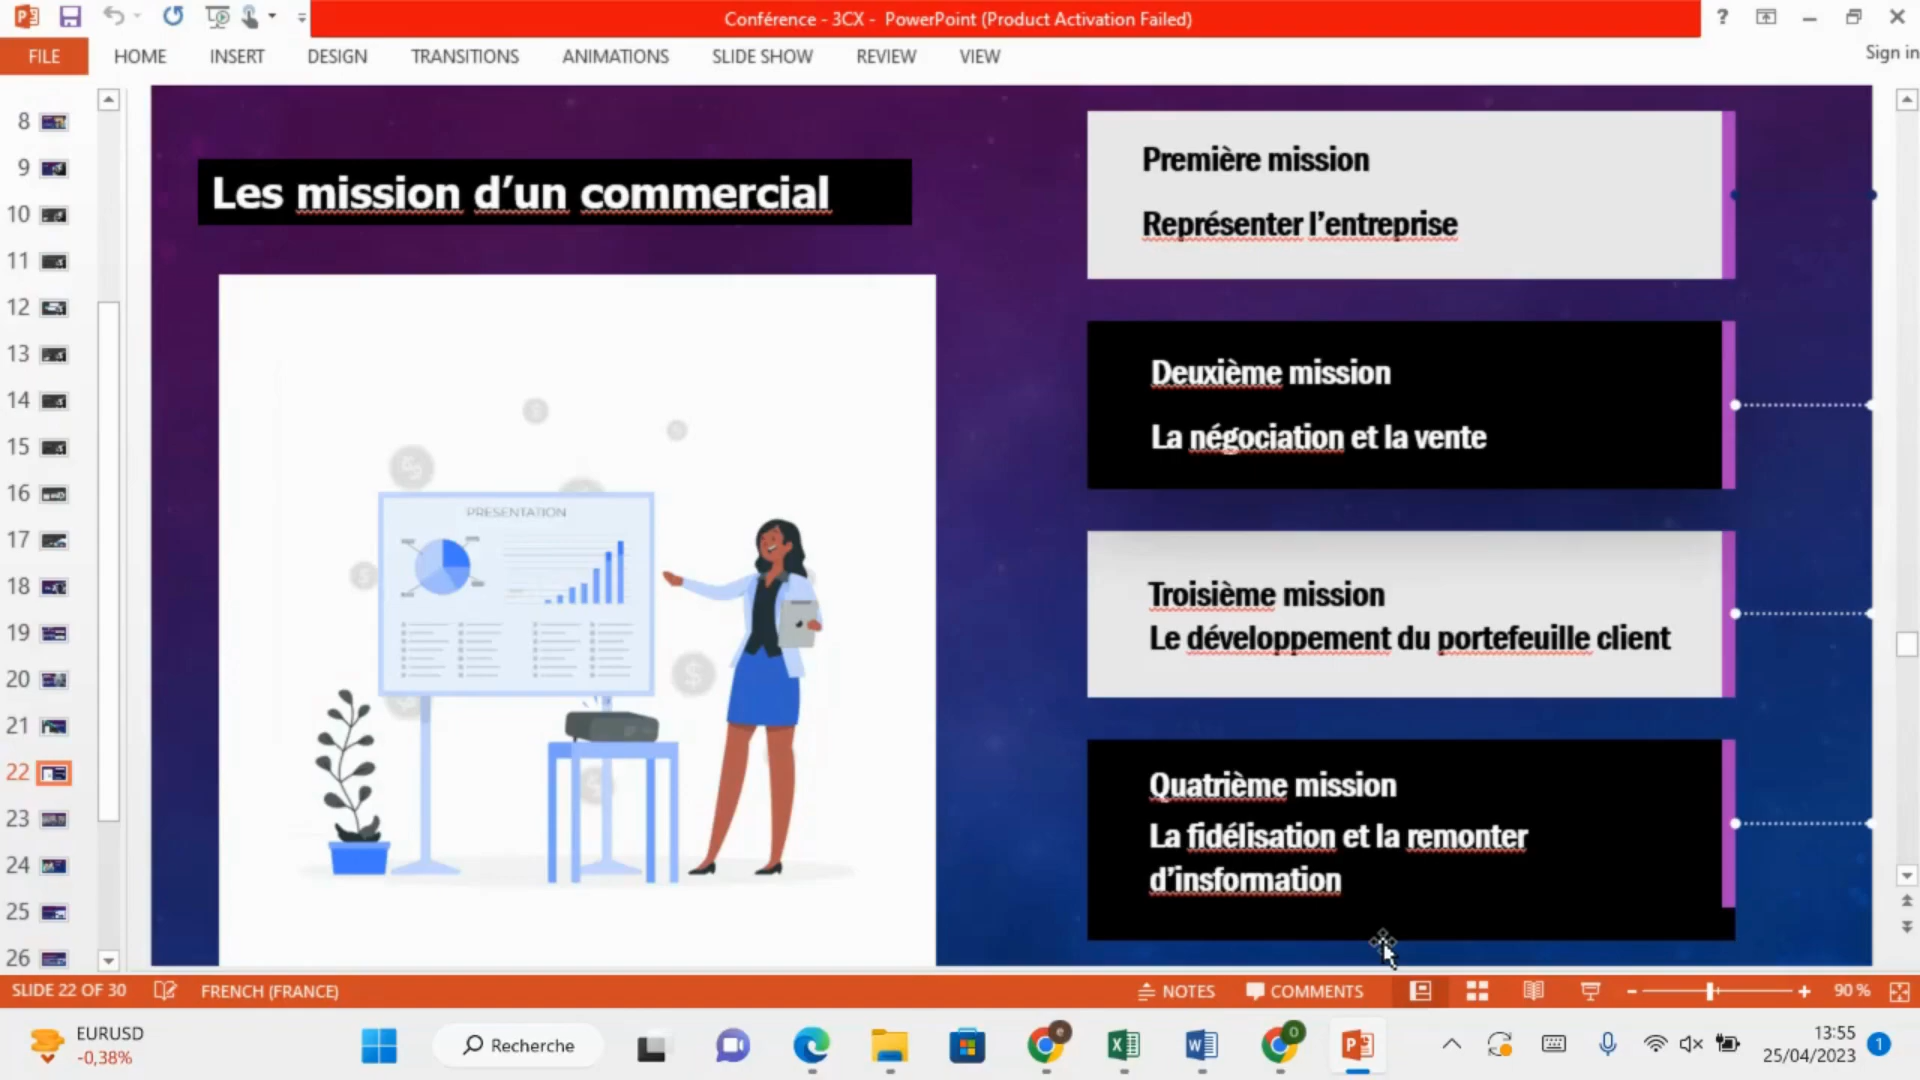 Conférence - 3CX - PowerPoint (Product Activation Failed)
FILE HOME INSERT DESIGN TRANSITIONS ANIMATIONS SLIDE SHOW REVIEW VIEW Sign in
8
9
10
11
12
13
14
15
16
17
18
19
20
21
22
23
24
25
26
Les mission d’un commercial
PRESENTATION
Première mission
Représenter l’entreprise
Deuxième mission
La négociation et la vente
Troisième mission
Le développement du portefeuille client
Quatrième mission
La fidélisation et la remonter
d’insformation
SLIDE 22 OF 30 FRENCH (FRANCE) NOTES COMMENTS 90 %
EURUSD
-0,38%
Recherche
13:55
25/04/2023
1